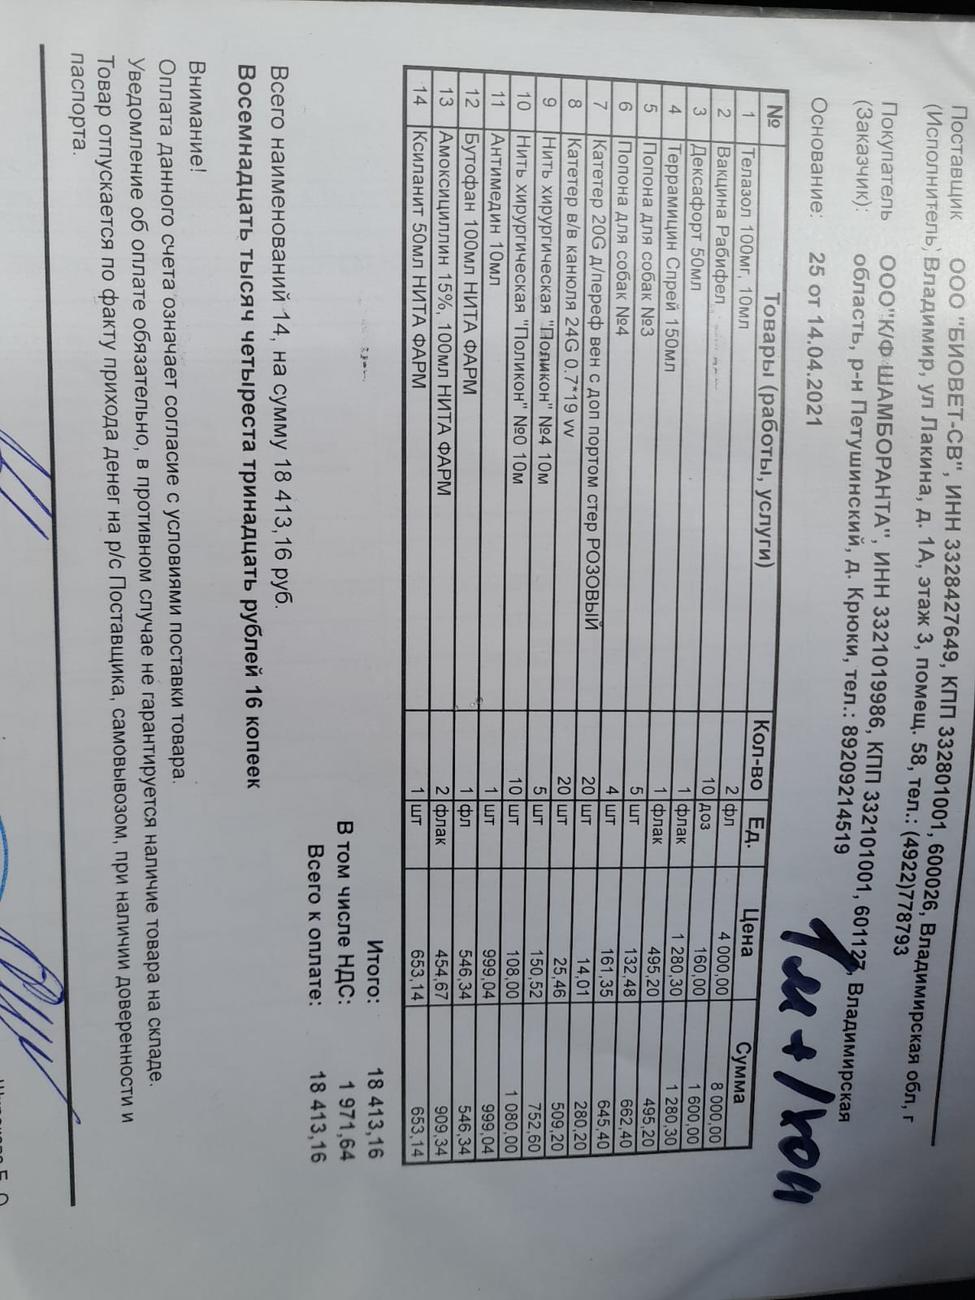 Поставщик ООО "БИОВЕТ-СВ", ИНН 3328427649, КПП 332801001, 600026, Владимирская обл, г
(Исполнитель) Владимир, ул Лакина, д. 1А, этаж 3, помещ. 58, тел.: (4922)778793
Покупатель ООО"К/Ф ШАМБОРАНТА", ИНН 3321019986, КПП 332101001, 601127, Владимирская
(Заказчик): область, р-н Петушинский, д. Крюки, тел.: 89209214519
Основание: 25 от 14.04.2021
№ Товары (работы, услуги) Кол-во Ед. Цена Сумма
1 Телазол 100мг, 10мл 2 фл 4 000,00 8 000,00
2 Вакцина Рабифел 10 доз 160,00 1 600,00
3 Дексафорт 50мл 1 флак 1 280,30 1 280,30
4 Террамицин Спрей 150мл 1 флак 495,20 495,20
5 Попона для собак №3 5 шт 132,48 662,40
6 Попона для собак №4 4 шт 161,35 645,40
7 Катетер 20G д/перефер вен с доп портом стер РОЗОВЫЙ 20 шт 14,01 280,20
8 Катетер в/в канюля 24G 0.7*19 vv 20 шт 25,46 509,20
9 Нить хирургическая "Поликон" №4 10м 5 шт 150,52 752,60
10 Нить хирургическая "Поликон" №0 10м 10 шт 108,00 1 080,00
11 Антимедин 10мл 1 шт 999,04 999,04
12 Бутофан 100мл НИТА ФАРМ 1 фл 546,34 546,34
13 Амоксициллин 15%, 100мл НИТА ФАРМ 2 флак 454,67 909,34
14 Ксиланит 50мл НИТА ФАРМ 1 шт 653,14 653,14
Итого: 18 413,16
В том числе НДС: 1 971,64
Всего к оплате: 18 413,16
Всего наименований 14, на сумму 18 413,16 руб.
Восемнадцать тысяч четыреста тринадцать рублей 16 копеек
Внимание!
Оплата данного счета означает согласие с условиями поставки товара.
Уведомление об оплате обязательно, в противном случае не гарантируется наличие товара на складе.
Товар отпускается по факту прихода денег на р/с Поставщика, самовывозом, при наличии доверенности и
паспорта.